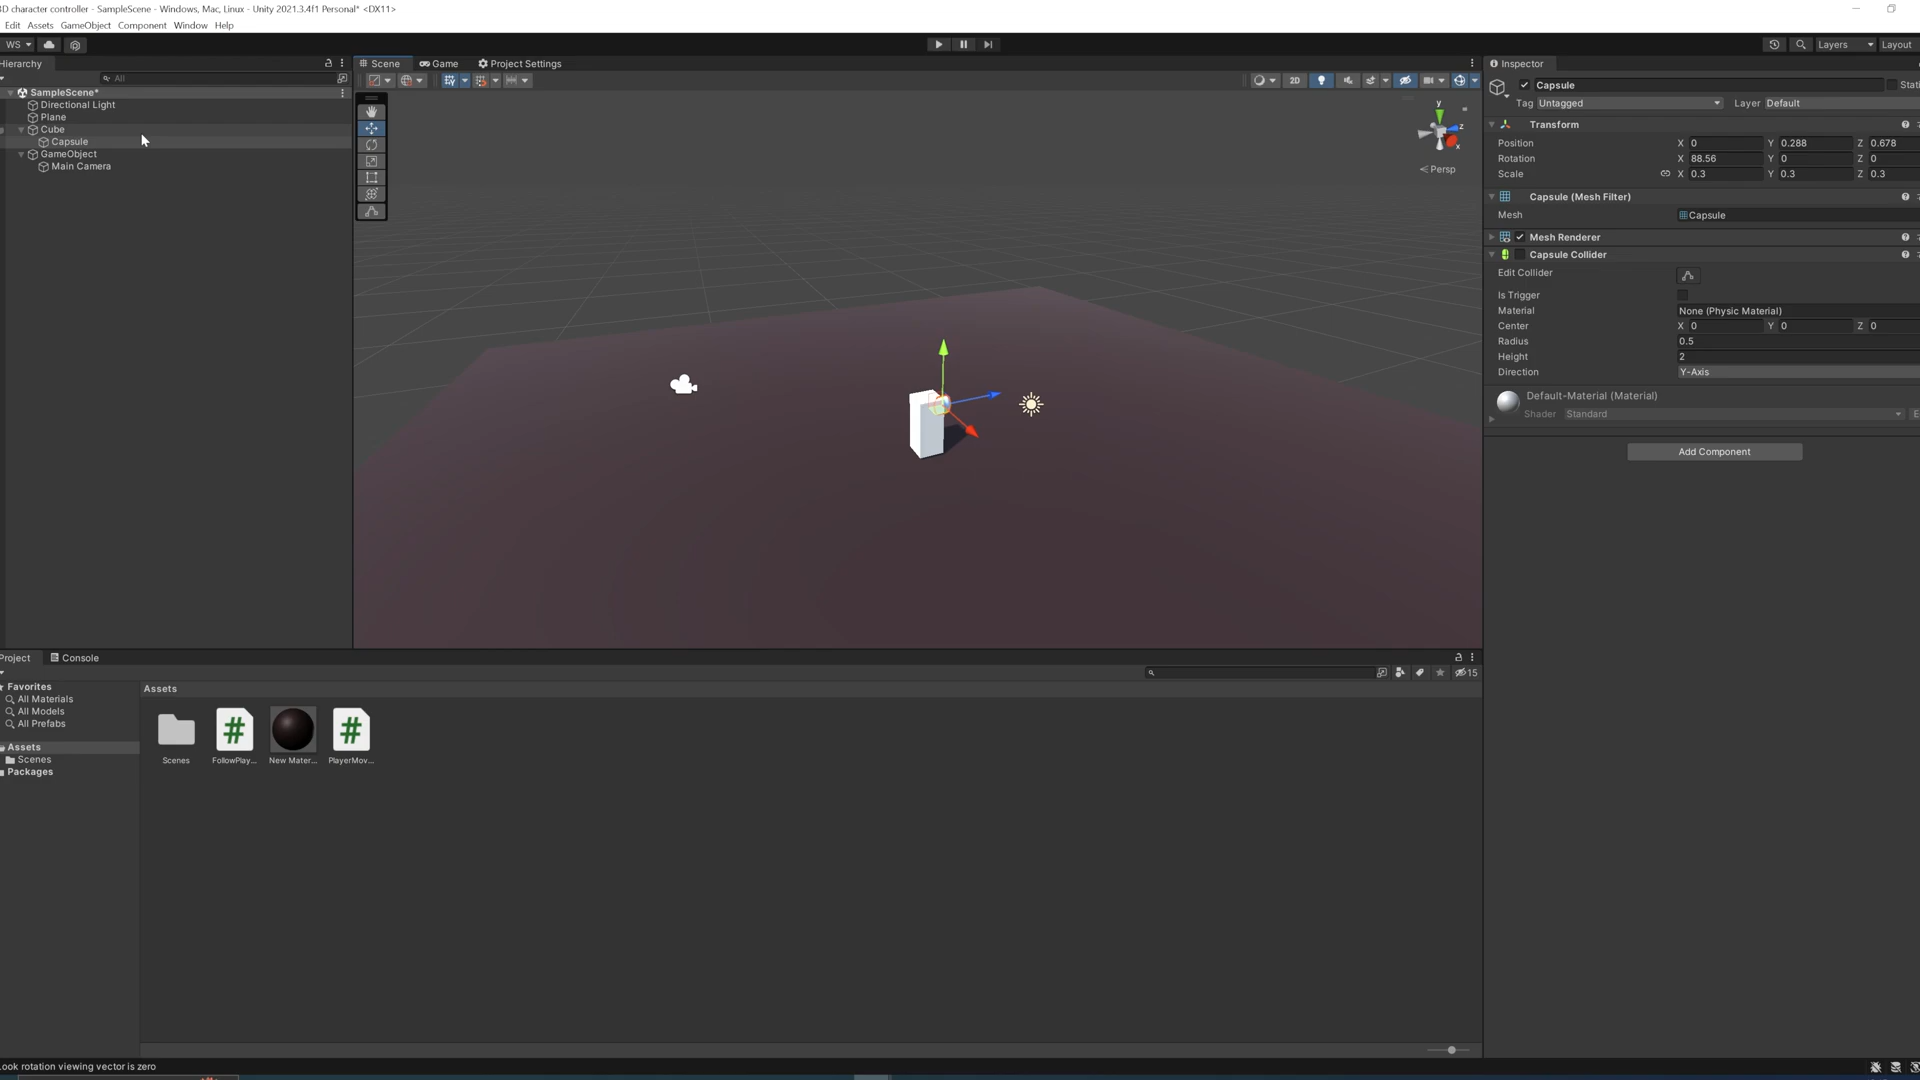 3D character controller - SampleScene - Windows, Mac, Linux - Unity 2021.3.4f1 Personal* <DX11>
Edit Assets GameObject Component Window Help
WS
Layers
Layout
Hierarchy
All
SampleScene*
Directional Light
Plane
Cube
Capsule
GameObject
Main Camera
Scene
Game
Project Settings
2D
y
z
x
Persp
Inspector
Capsule
Stati
Tag Untagged
Layer Default
Transform
Position X 0 Y 0.288 Z 0.678
Rotation X 88.56 Y 0 Z 0
Scale X 0.3 Y 0.3 Z 0.3
Capsule (Mesh Filter)
Mesh Capsule
Mesh Renderer
Capsule Collider
Edit Collider
Is Trigger
Material None (Physic Material)
Center X 0 Y 0 Z 0
Radius 0.5
Height 2
Direction Y-Axis
Default-Material (Material)
Shader Standard E
Add Component
Project
Console
15
Favorites
All Materials
All Models
All Prefabs
Assets
Scenes
Packages
Assets
Scenes
FollowPlay...
New Mater...
PlayerMov...
Look rotation viewing vector is zero